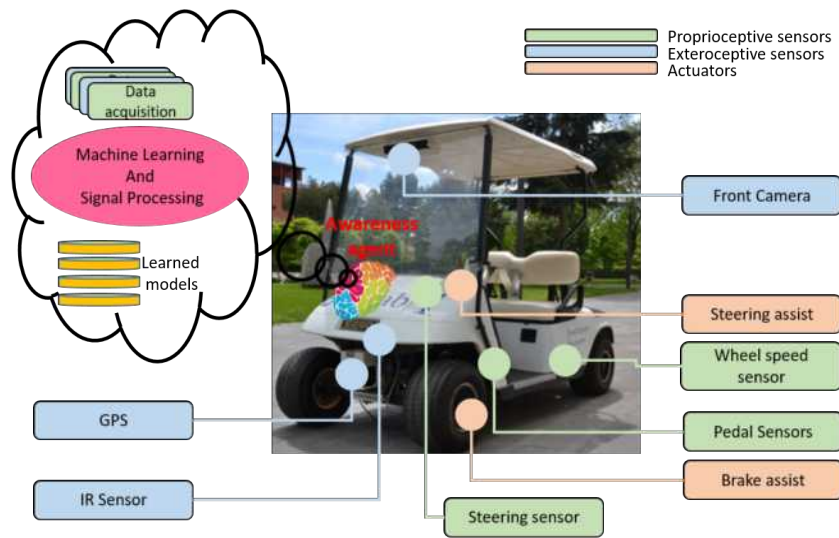 Proprioceptive sensors
Exteroceptive sensors
Actuators
Data
acquisition
Machine Learning
And
Signal Processing
Learned
models
Awareness
agent
Front Camera
Steering assist
Wheel speed
sensor
Pedal Sensors
Brake assist
GPS
IR Sensor
Steering sensor